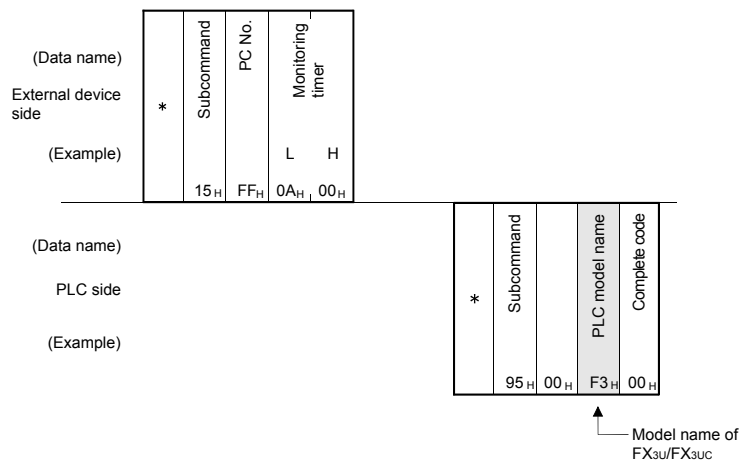 (Data name)
External device
side
(Example)
*
Subcommand
PC No.
Monitoring
timer
L H
15H FFH 0AH 00H
(Data name)
PLC side
(Example)
*
Subcommand
PLC model name
Complete code
95H 00H F3H 00H
Model name of
FX3U/FX3UC